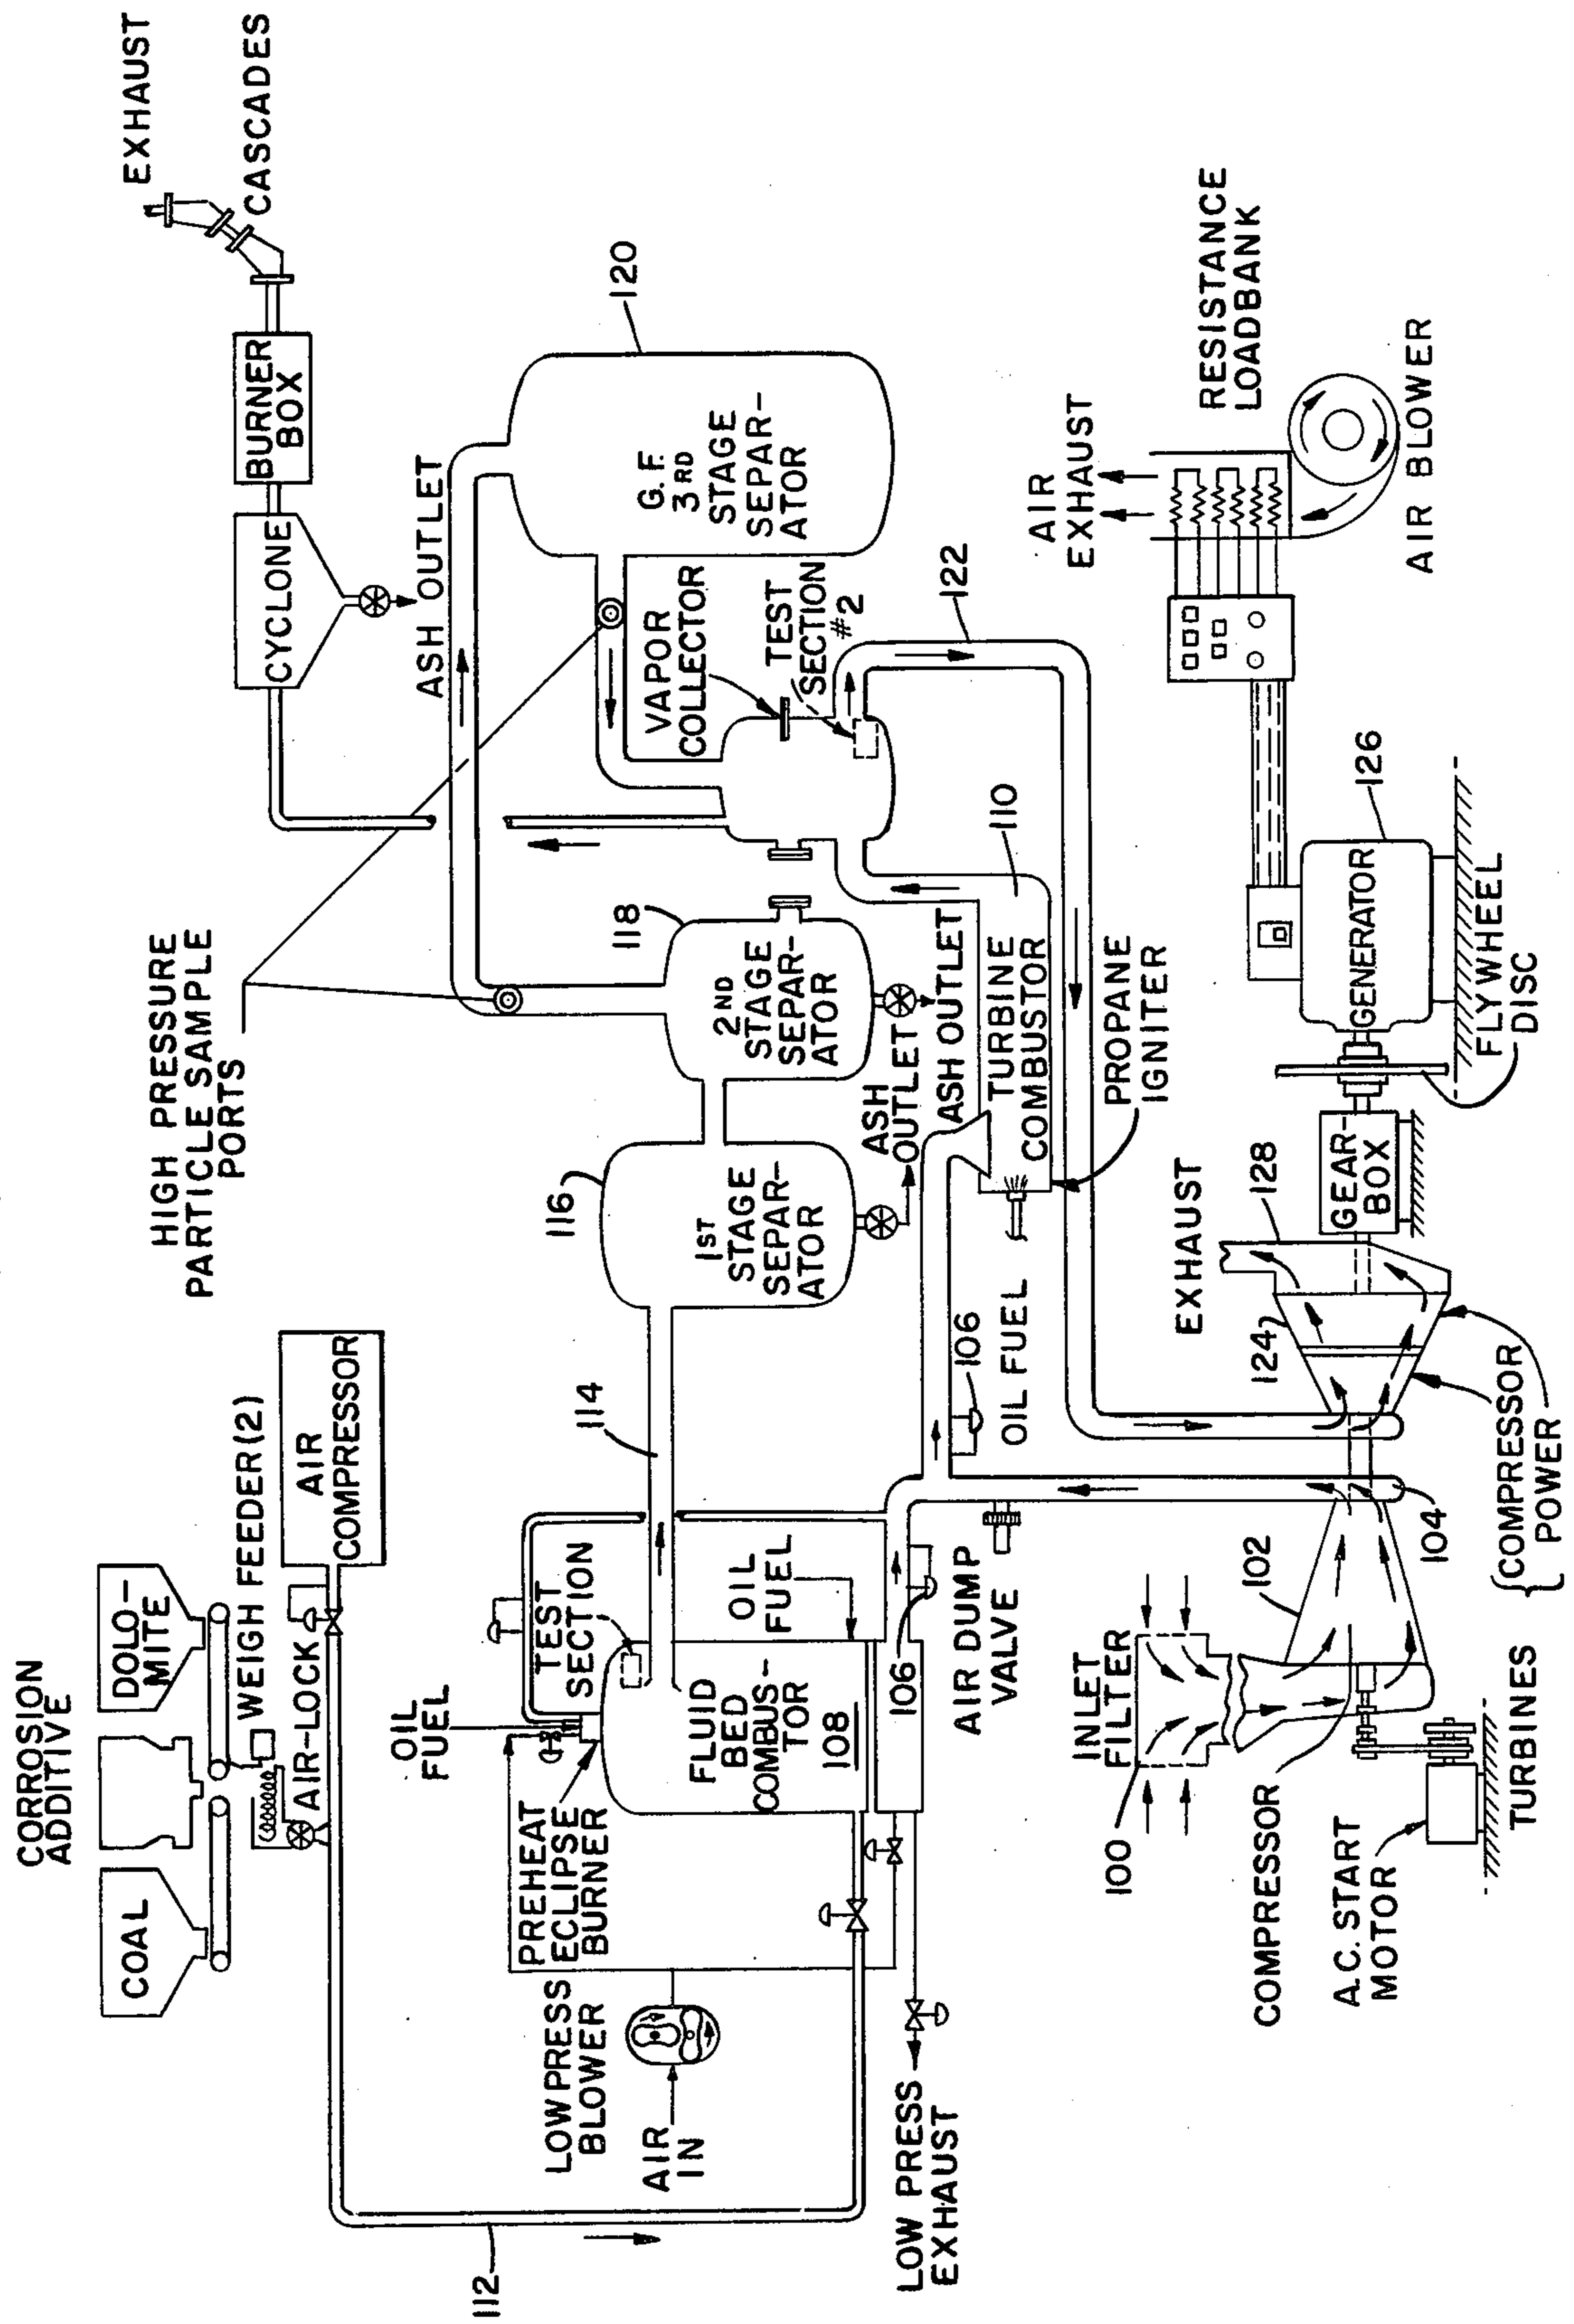 CORROSION
ADDITIVE
COAL
DOLO-
MITE
WEIGH FEEDER(2)
AIR-LOCK
AIR
COMPRESSOR
112
HIGH PRESSURE
PARTICLE SAMPLE
PORTS
EXHAUST
CASCADES
BURNER
BOX
CYCLONE
ASH OUTLET
OIL
FUEL
PREHEAT
ECLIPSE
BURNER
LOW PRESS
BLOWER
AIR
IN
TEST
SECTION
OIL
FUEL
FLUID
BED
COMBUS-
TOR
108
114
116
1ST
STAGE
SEPAR-
ATOR
118
2ND
STAGE
SEPAR-
ATOR
120
G.F.
3RD
STAGE
SEPAR-
ATOR
VAPOR
COLLECTOR
TEST
SECTION
#2
122
ASH
OUTLET
ASH OUTLET
LOW PRESS
EXHAUST
106
AIR DUMP
VALVE
106
OIL FUEL
TURBINE
COMBUSTOR
110
PROPANE
IGNITER
INLET
FILTER
100
COMPRESSOR
A.C. START
MOTOR
TURBINES
102
104
COMPRESSOR
POWER
124
EXHAUST
128
GEAR-
BOX
FLYWHEEL
DISC
GENERATOR
126
AIR
EXHAUST
RESISTANCE
LOADBANK
AIR BLOWER